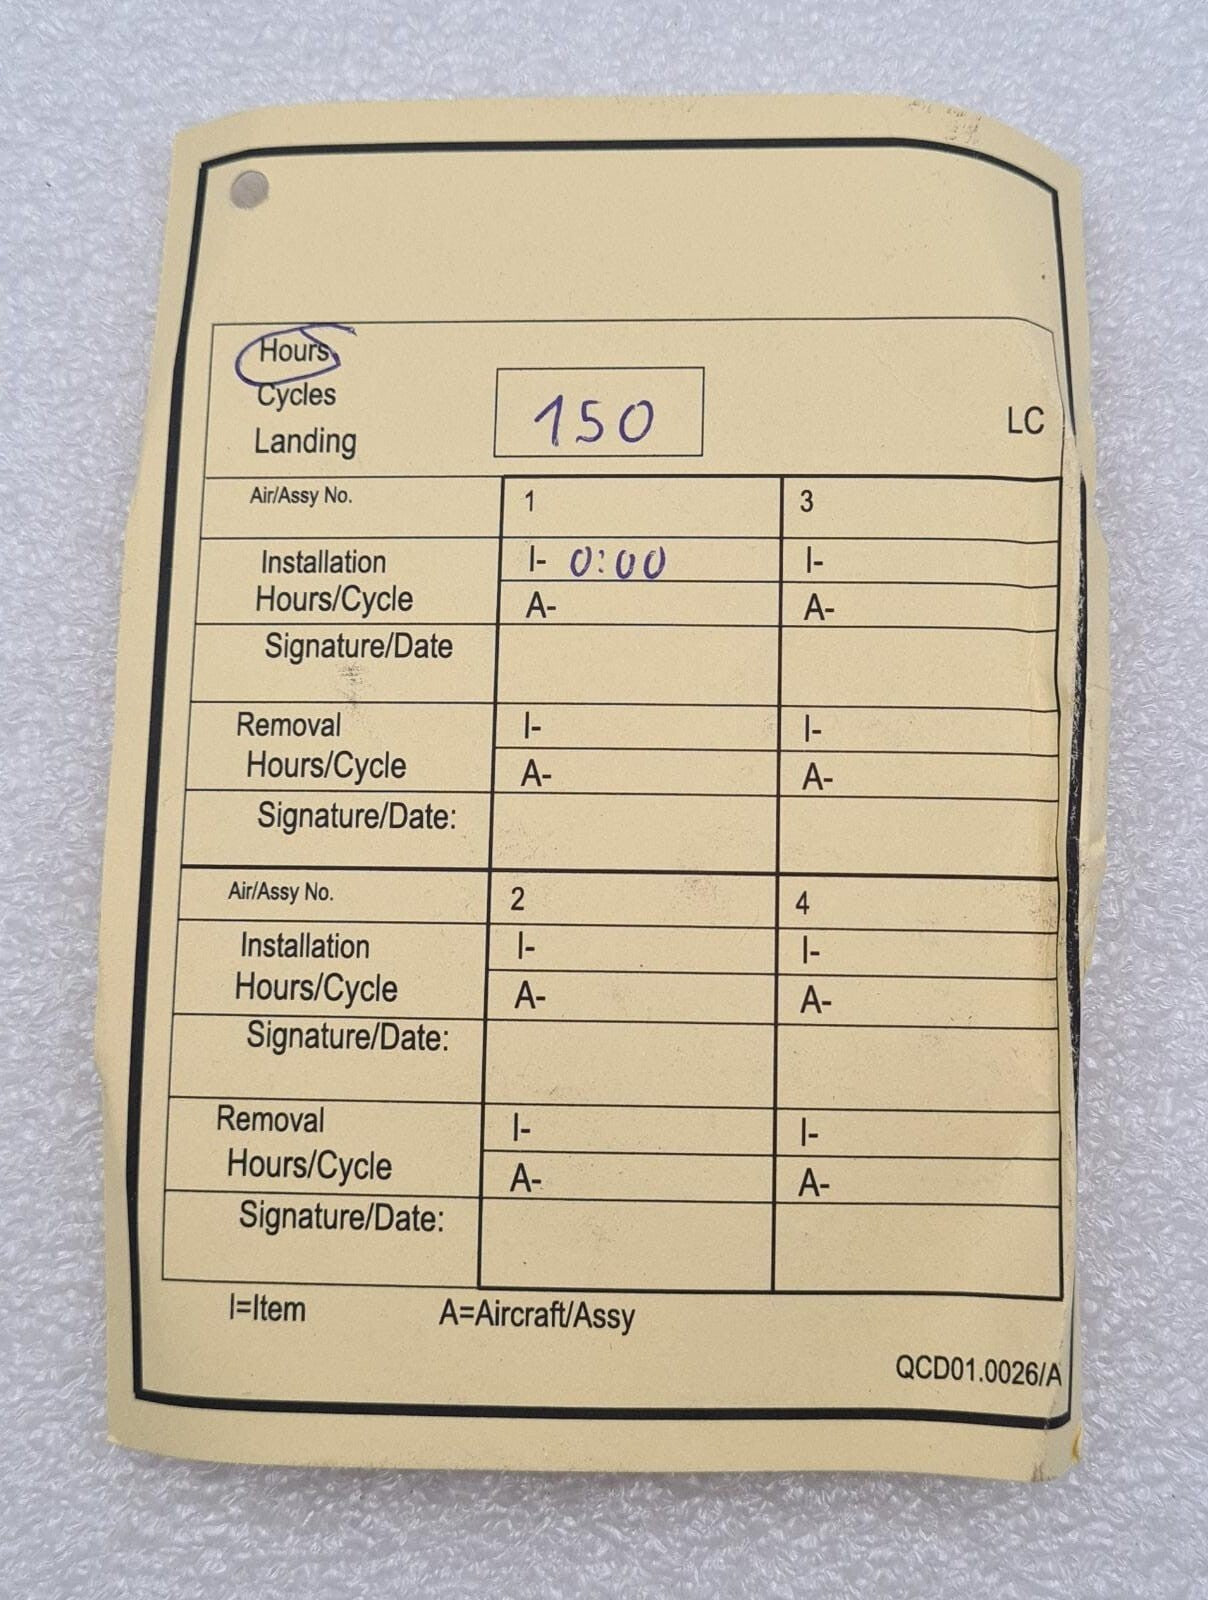 Hours
Cycles
Landing
150
LC
Air/Assy No. 1 3
Installation I- 0:00 I-
Hours/Cycle A- A-
Signature/Date
Removal I- I-
Hours/Cycle A- A-
Signature/Date:
Air/Assy No. 2 4
Installation I- I-
Hours/Cycle A- A-
Signature/Date:
Removal I- I-
Hours/Cycle A- A-
Signature/Date:
I=Item A=Aircraft/Assy
QCD01.0026/A